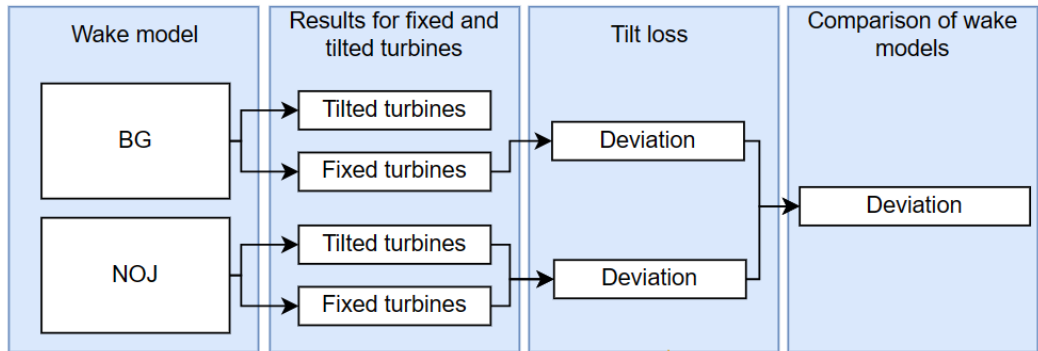 Wake model
Results for fixed and
tilted turbines
Tilt loss
Comparison of wake
models
BG
Tilted turbines
Fixed turbines
Deviation
NOJ
Tilted turbines
Fixed turbines
Deviation
Deviation